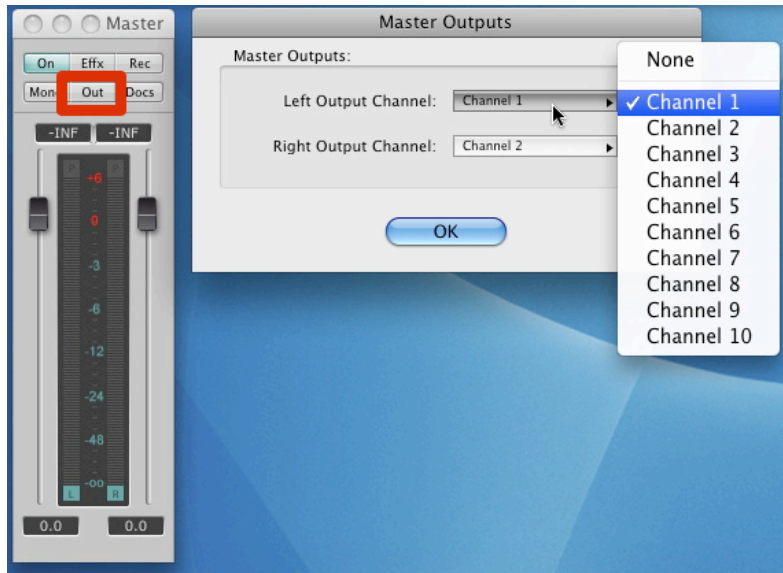 Master
On Effx Rec
Mon Out Docs
-INF -INF
P P
+6
0
-3
-6
-12
-24
-48
-oo
L R
0.0 0.0
Master Outputs
Master Outputs:
Left Output Channel: Channel 1
Right Output Channel: Channel 2
OK
None
✓ Channel 1
Channel 2
Channel 3
Channel 4
Channel 5
Channel 6
Channel 7
Channel 8
Channel 9
Channel 10